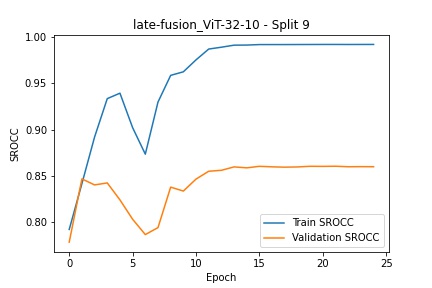 late-fusion_ViT-32-10 - Split 9
1.00
0.95
0.90
0.85
0.80
SROCC
0
5
10
15
20
25
Epoch
Train SROCC
Validation SROCC